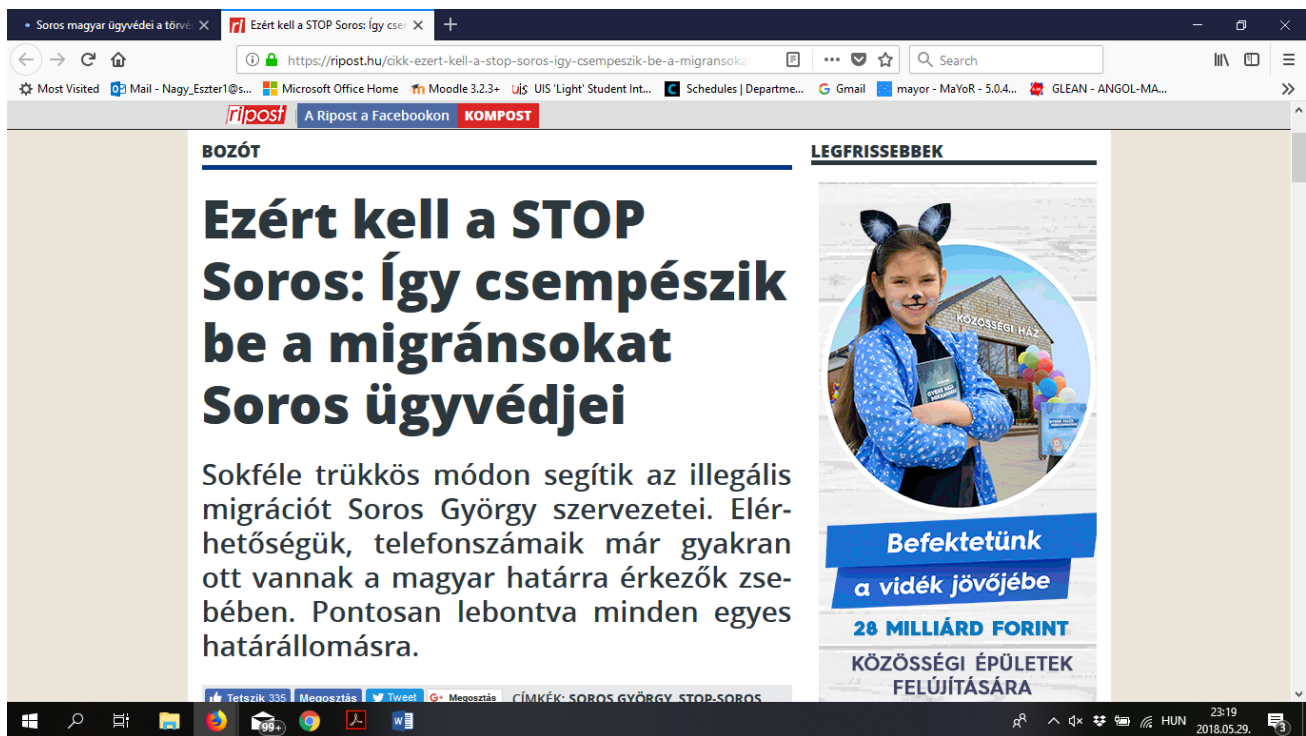 Soros magyar ügyvédei a törvé
Ezért kell a STOP Soros: Így cser
https://ripost.hu/cikk-ezert-kell-a-stop-soros-igy-csempeszik-be-a-migransoka
Search
Most Visited
Mail - Nagy_Eszter1@s...
Microsoft Office Home
Moodle 3.2.3+
UIS 'Light' Student Int...
Schedules | Departme...
Gmail
mayor - MaYoR - 5.0.4...
GLEAN - ANGOL-MA...
ripost
A Ripost a Facebookon
KOMPOST
BOZÓT
Ezért kell a STOP
Soros: Így csempészik
be a migránsokat
Soros ügyvédjei
Sokféle trükkös módon segítik az illegális
migrációt Soros György szervezetei. Elér-
hetőségük, telefonszámaik már gyakran
ott vannak a magyar határra érkezők zse-
bében. Pontosan lebontva minden egyes
határállomásra.
Tetszik 335
Megosztás
Tweet
G+ Megosztás
CÍMKÉK: SOROS GYÖRGY, STOP-SOROS
LEGFRISSEBBEK
KÖZÖSSÉGI HÁZ
Befektetünk
a vidék jövőjébe
28 MILLIÁRD FORINT
KÖZÖSSÉGI ÉPÜLETEK
FELÚJÍTÁSÁRA
99+
HUN
23:19
2018.05.29.
3